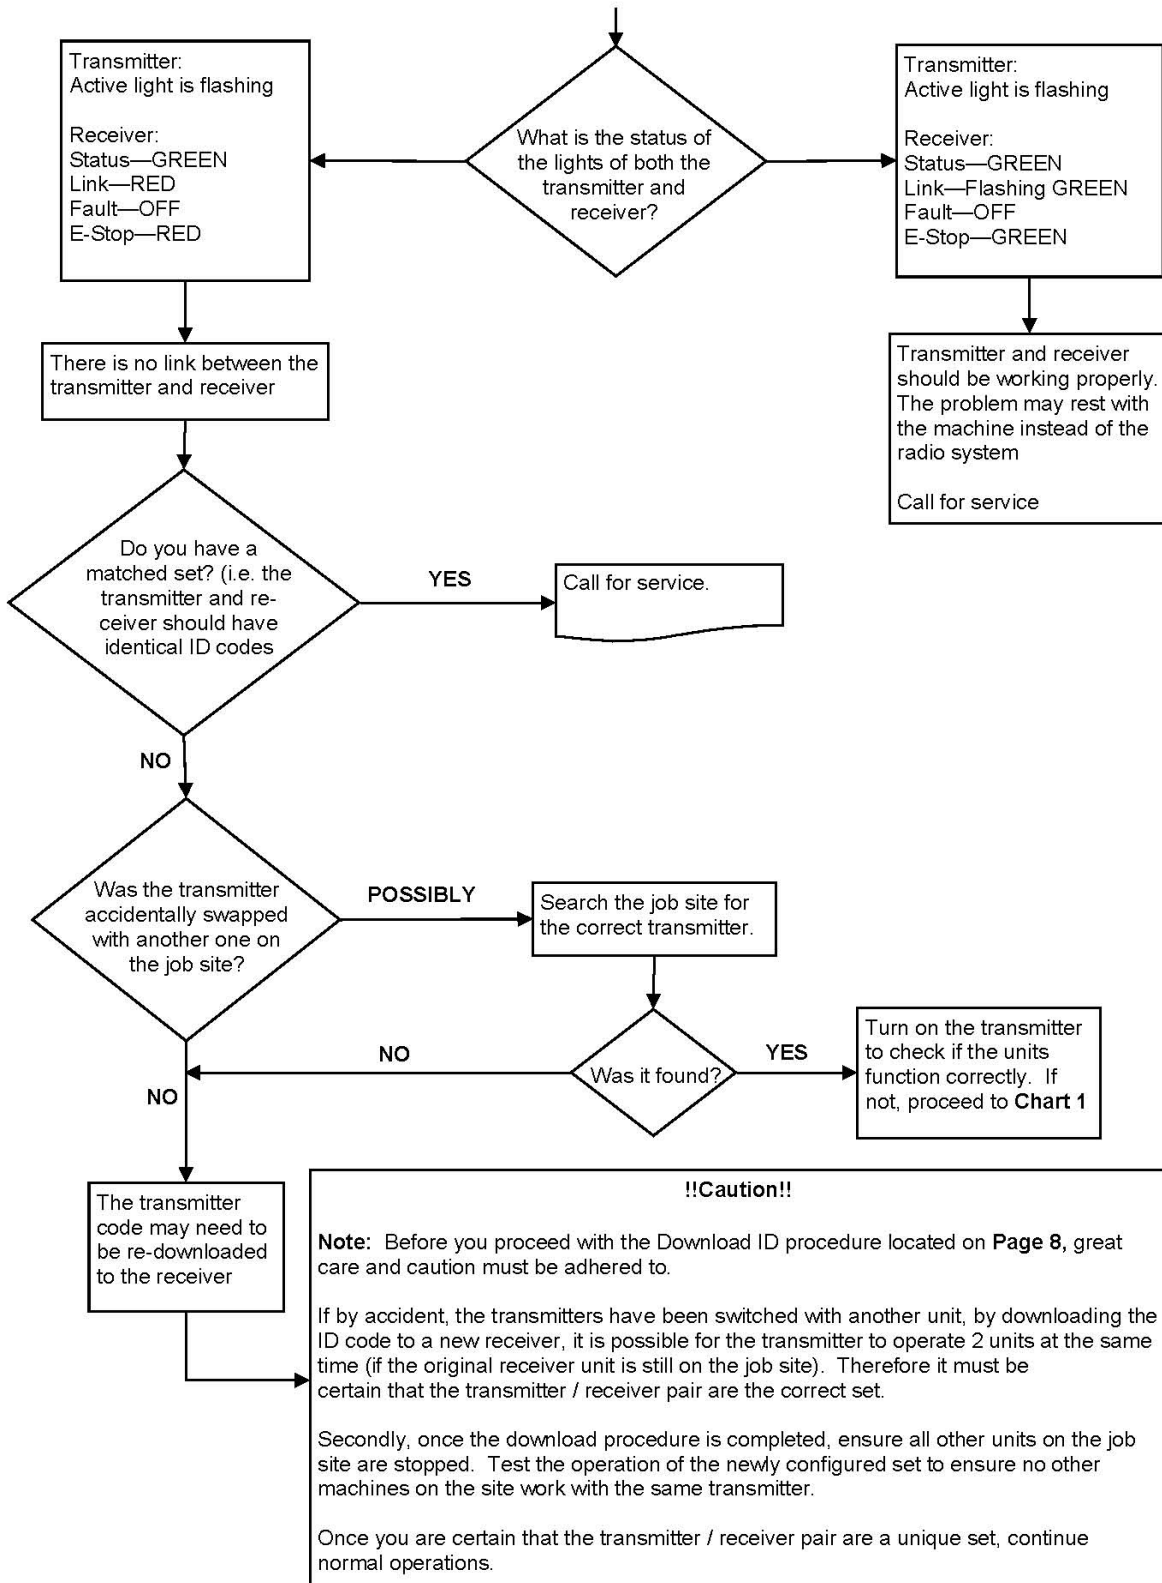 Transmitter:
Active light is flashing
Receiver:
Status—GREEN
Link—RED
Fault—OFF
E-Stop—RED
What is the status of
the lights of both the
transmitter and
receiver?
Transmitter:
Active light is flashing
Receiver:
Status—GREEN
Link—Flashing GREEN
Fault—OFF
E-Stop—GREEN
There is no link between the
transmitter and receiver
Transmitter and receiver
should be working properly.
The problem may rest with
the machine instead of the
radio system
Call for service
Do you have a
matched set? (i.e. the
transmitter and re-
ceiver should have
identical ID codes
YES
Call for service.
NO
Was the transmitter
accidentally swapped
with another one on
the job site?
POSSIBLY
Search the job site for
the correct transmitter.
Was it found?
NO
YES
Turn on the transmitter
to check if the units
function correctly. If
not, proceed to Chart 1
NO
The transmitter
code may need to
be re-downloaded
to the receiver
!!Caution!!
Note: Before you proceed with the Download ID procedure located on Page 8, great
care and caution must be adhered to.
If by accident, the transmitters have been switched with another unit, by downloading the
ID code to a new receiver, it is possible for the transmitter to operate 2 units at the same
time (if the original receiver unit is still on the job site). Therefore it must be
certain that the transmitter / receiver pair are the correct set.
Secondly, once the download procedure is completed, ensure all other units on the job
site are stopped. Test the operation of the newly configured set to ensure no other
machines on the site work with the same transmitter.
Once you are certain that the transmitter / receiver pair are a unique set, continue
normal operations.